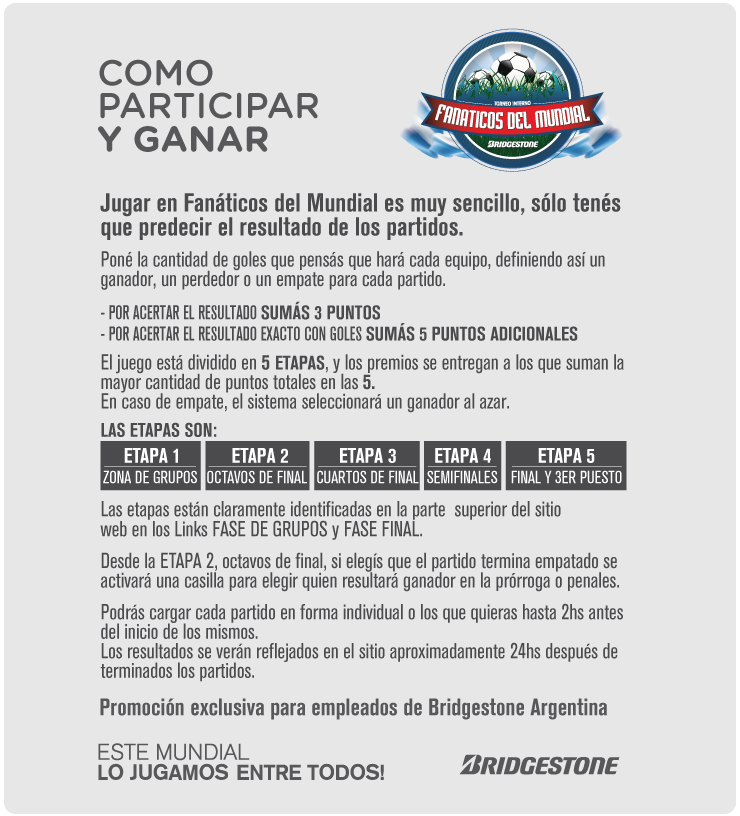 COMO
PARTICIPAR
Y GANAR
TORNEO INTERNO
FANATICOS DEL MUNDIAL
BRIDGESTONE
Jugar en Fanáticos del Mundial es muy sencillo, sólo tenés
que predecir el resultado de los partidos.
Poné la cantidad de goles que pensás que hará cada equipo, definiendo así un
ganador, un perdedor o un empate para cada partido.
- POR ACERTAR EL RESULTADO SUMÁS 3 PUNTOS
- POR ACERTAR EL RESULTADO EXACTO CON GOLES SUMÁS 5 PUNTOS ADICIONALES
El juego está dividido en 5 ETAPAS, y los premios se entregan a los que suman la
mayor cantidad de puntos totales en las 5.
En caso de empate, el sistema seleccionará un ganador al azar.
LAS ETAPAS SON:
ETAPA 1
ZONA DE GRUPOS
ETAPA 2
OCTAVOS DE FINAL
ETAPA 3
CUARTOS DE FINAL
ETAPA 4
SEMIFINALES
ETAPA 5
FINAL Y 3ER PUESTO
Las etapas están claramente identificadas en la parte superior del sitio
web en los Links FASE DE GRUPOS y FASE FINAL.
Desde la ETAPA 2, octavos de final, si elegís que el partido termina empatado se
activará una casilla para elegir quien resultará ganador en la prórroga o penales.
Podrás cargar cada partido en forma individual o los que quieras hasta 2hs antes
del inicio de los mismos.
Los resultados se verán reflejados en el sitio aproximadamente 24hs después de
terminados los partidos.
Promoción exclusiva para empleados de Bridgestone Argentina
ESTE MUNDIAL
LO JUGAMOS ENTRE TODOS!
BRIDGESTONE